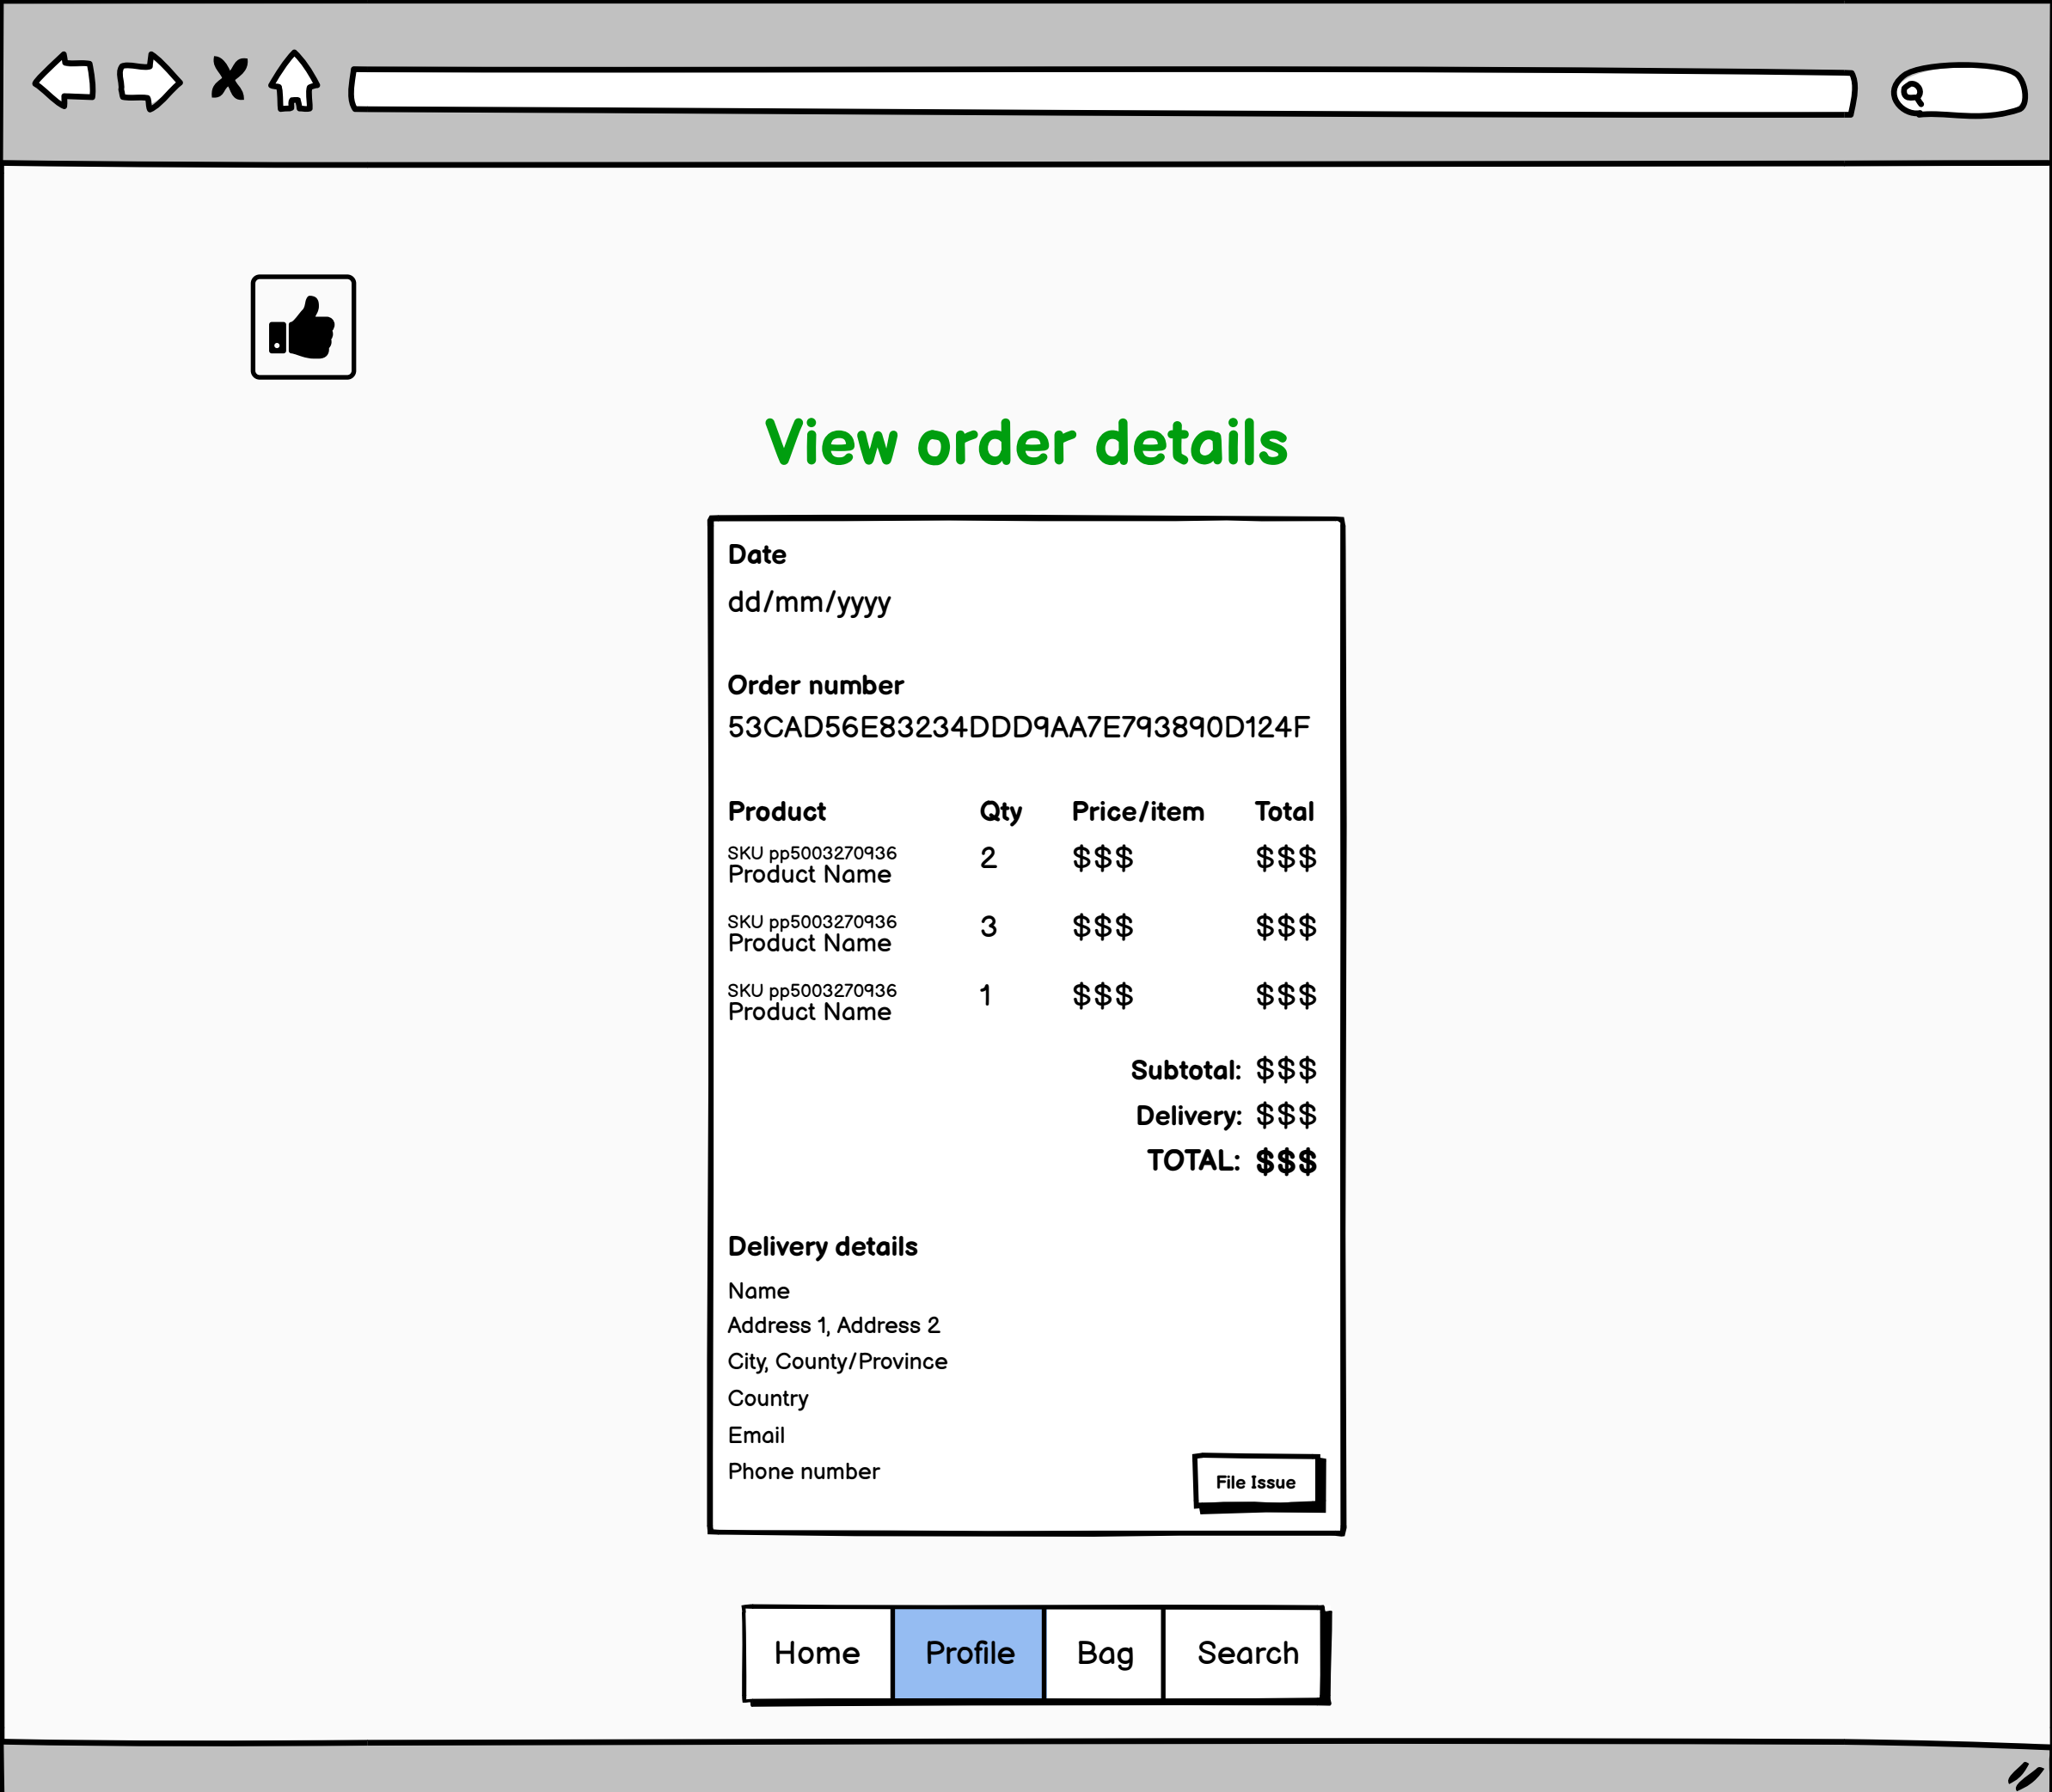 View order details
Date
dd/mm/yyyy
Order number
53CAD56E83234DDD9AA7E793890D124F
Product Qty Price/item Total
SKU pp5003270936
Product Name 2 $$$ $$$
SKU pp5003270936
Product Name 3 $$$ $$$
SKU pp5003270936
Product Name 1 $$$ $$$
Subtotal: $$$
Delivery: $$$
TOTAL: $$$
Delivery details
Name
Address 1, Address 2
City, County/Province
Country
Email
Phone number
File Issue
Home Profile Bag Search